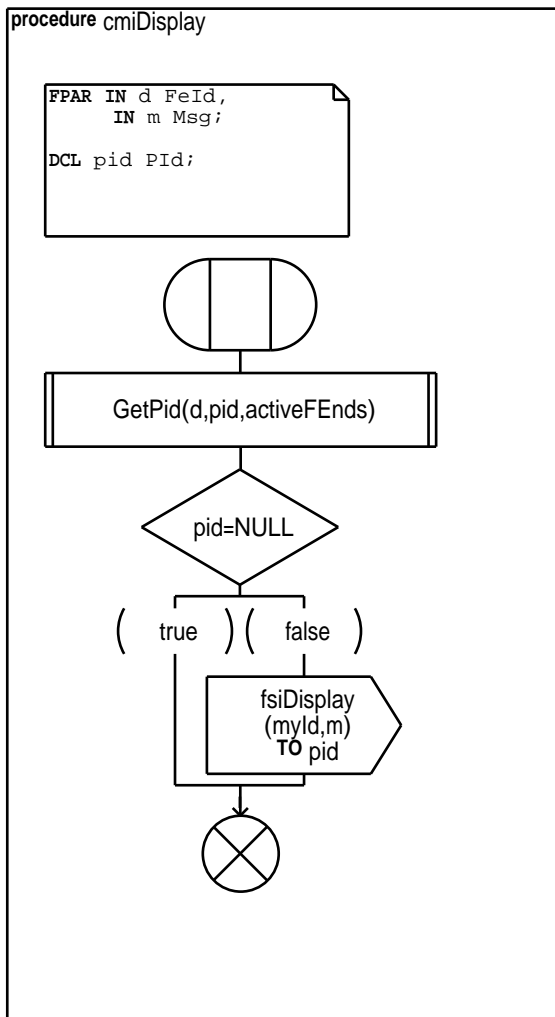 procedure cmiDisplay
FPAR IN d FeId,
IN m Msg;
DCL pid PId;
GetPid(d,pid,activeFEnds)
pid=NULL
( true ) ( false )
fsiDisplay
(myId,m)
TO pid